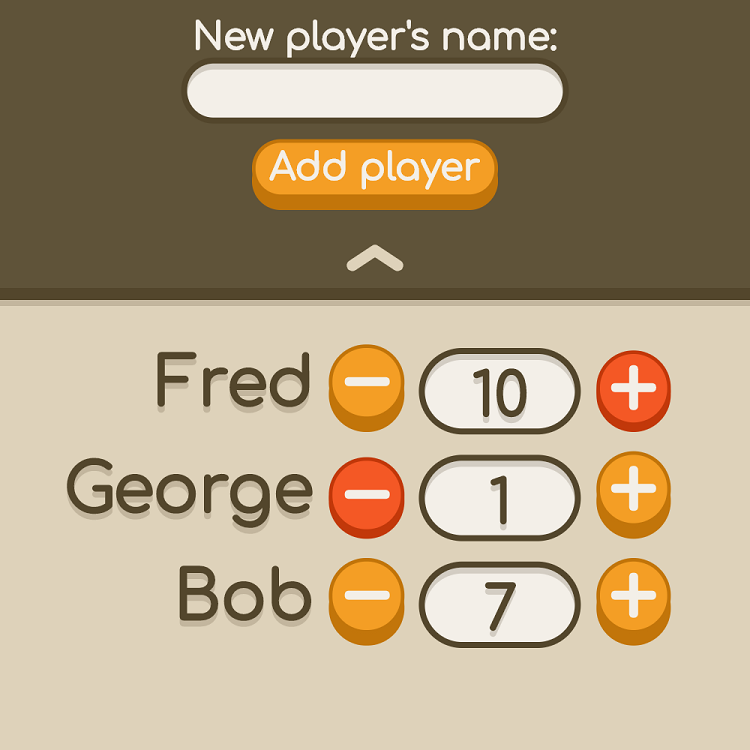 New player's name:
Add player
Fred - 10 +
George - 1 +
Bob - 7 +